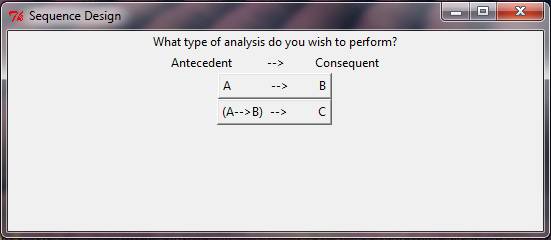 Sequence Design
What type of analysis do you wish to perform?
Antecedent --> Consequent
A --> B
(A-->B) --> C